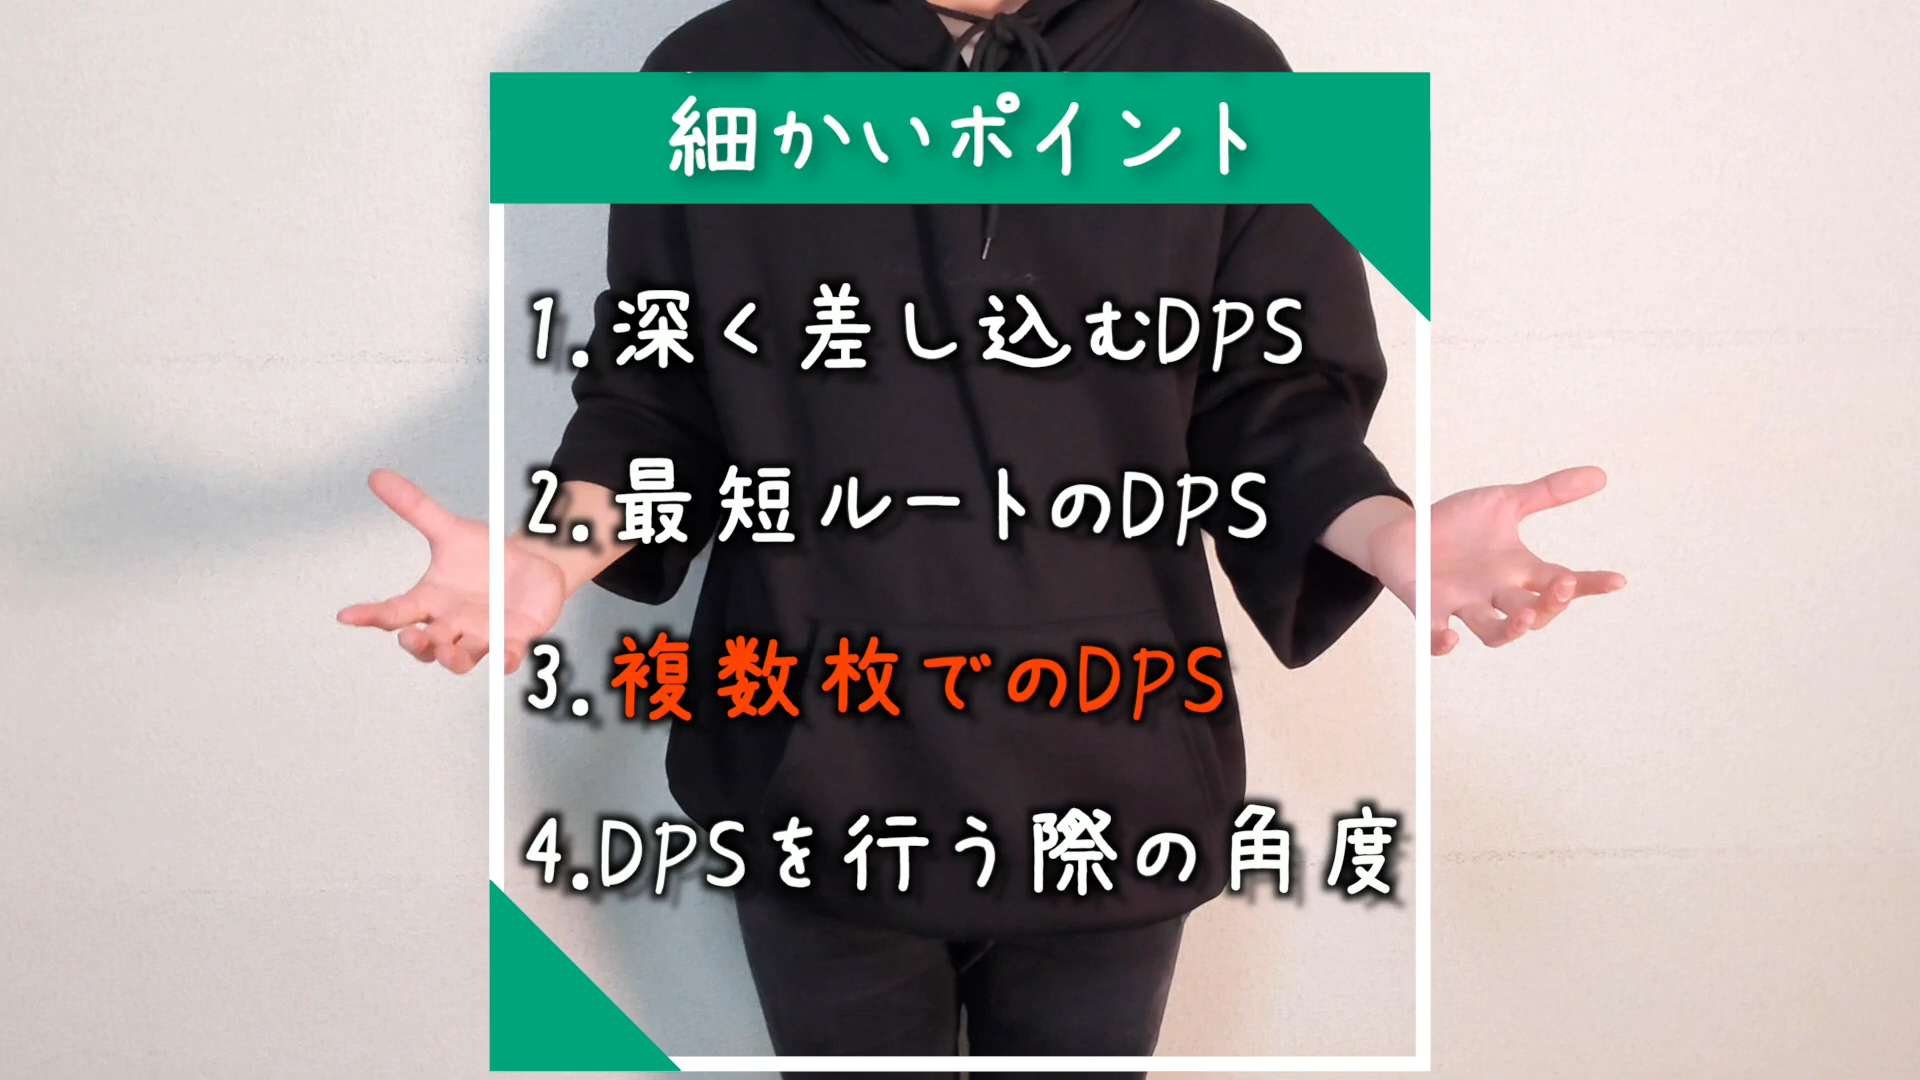 細かいポイント
1.深く差し込むDPS
2.最短ルートのDPS
3.複数枚でのDPS
4.DPSを行う際の角度